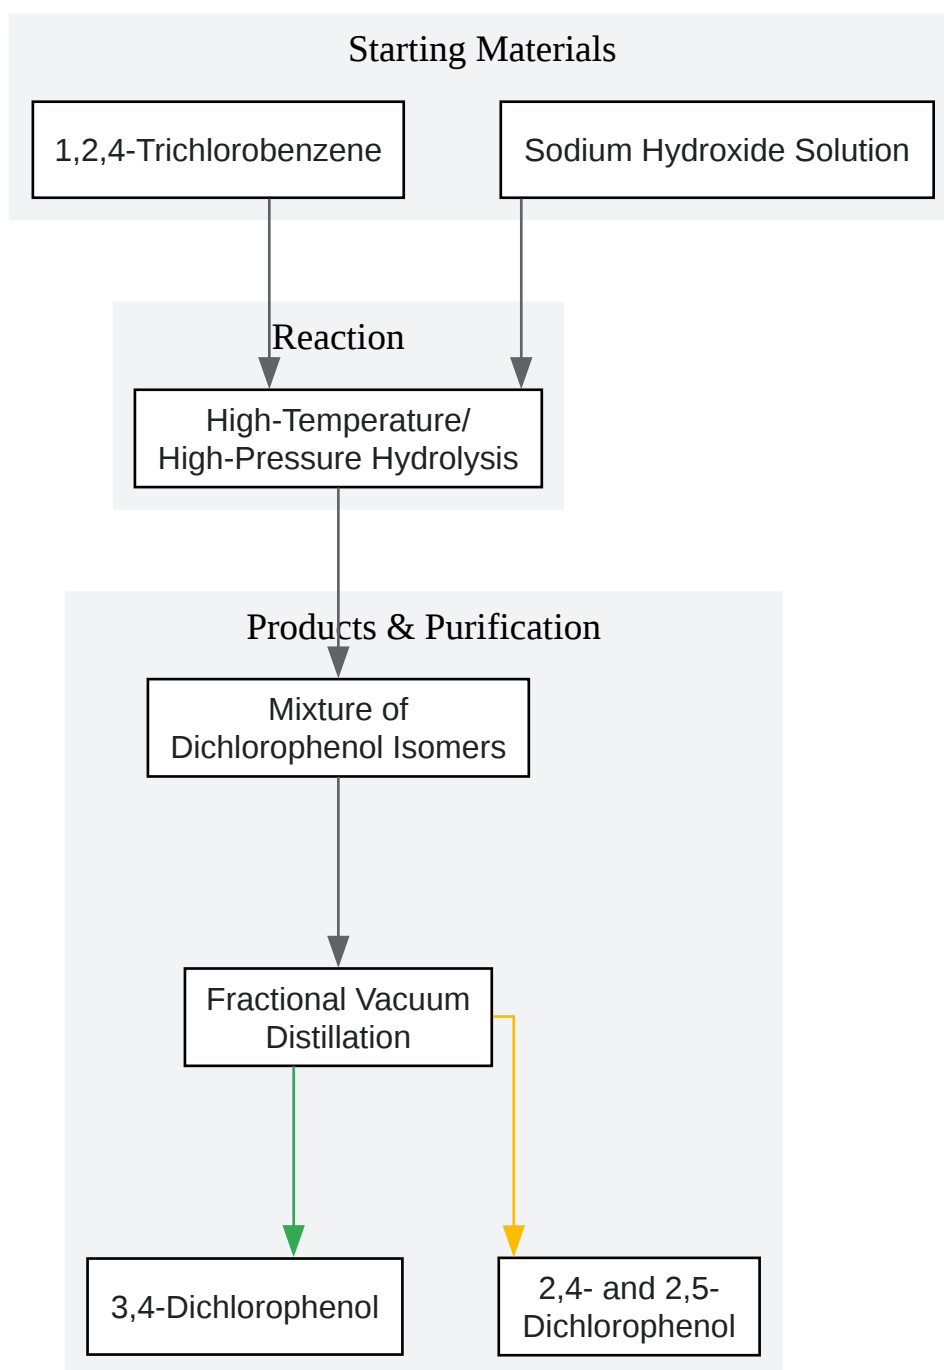 Starting Materials
1,2,4-Trichlorobenzene
Sodium Hydroxide Solution
Reaction
High-Temperature/
High-Pressure Hydrolysis
Products & Purification
Mixture of
Dichlorophenol Isomers
Fractional Vacuum
Distillation
3,4-Dichlorophenol
2,4- and 2,5-
Dichlorophenol